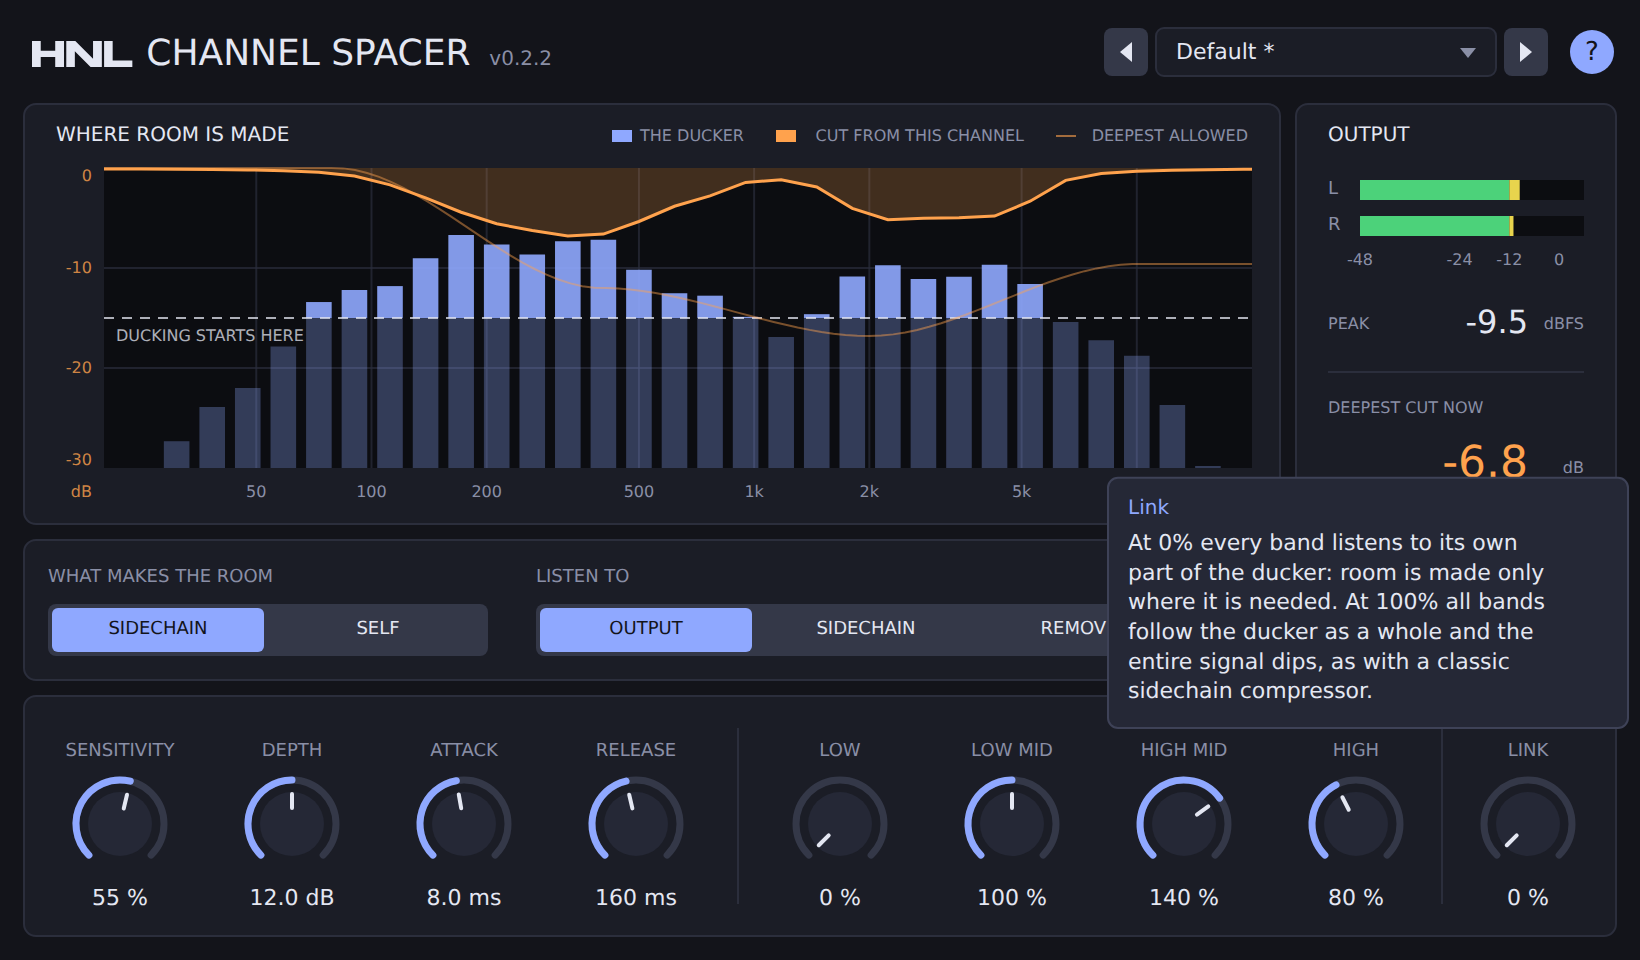 HNL CHANNEL SPACER v0.2.2
Default *
?
WHERE ROOM IS MADE
THE DUCKER
CUT FROM THIS CHANNEL
DEEPEST ALLOWED
0
-10
-20
-30
dB
DUCKING STARTS HERE
50
100
200
500
1k
2k
5k
OUTPUT
L
R
-48
-24
-12
0
PEAK
-9.5 dBFS
DEEPEST CUT NOW
-6.8 dB
Link
At 0% every band listens to its own
part of the ducker: room is made only
where it is needed. At 100% all bands
follow the ducker as a whole and the
entire signal dips, as with a classic
sidechain compressor.
WHAT MAKES THE ROOM
SIDECHAIN
SELF
LISTEN TO
OUTPUT
SIDECHAIN
REMOV
SENSITIVITY
DEPTH
ATTACK
RELEASE
LOW
LOW MID
HIGH MID
HIGH
LINK
55 %
12.0 dB
8.0 ms
160 ms
0 %
100 %
140 %
80 %
0 %